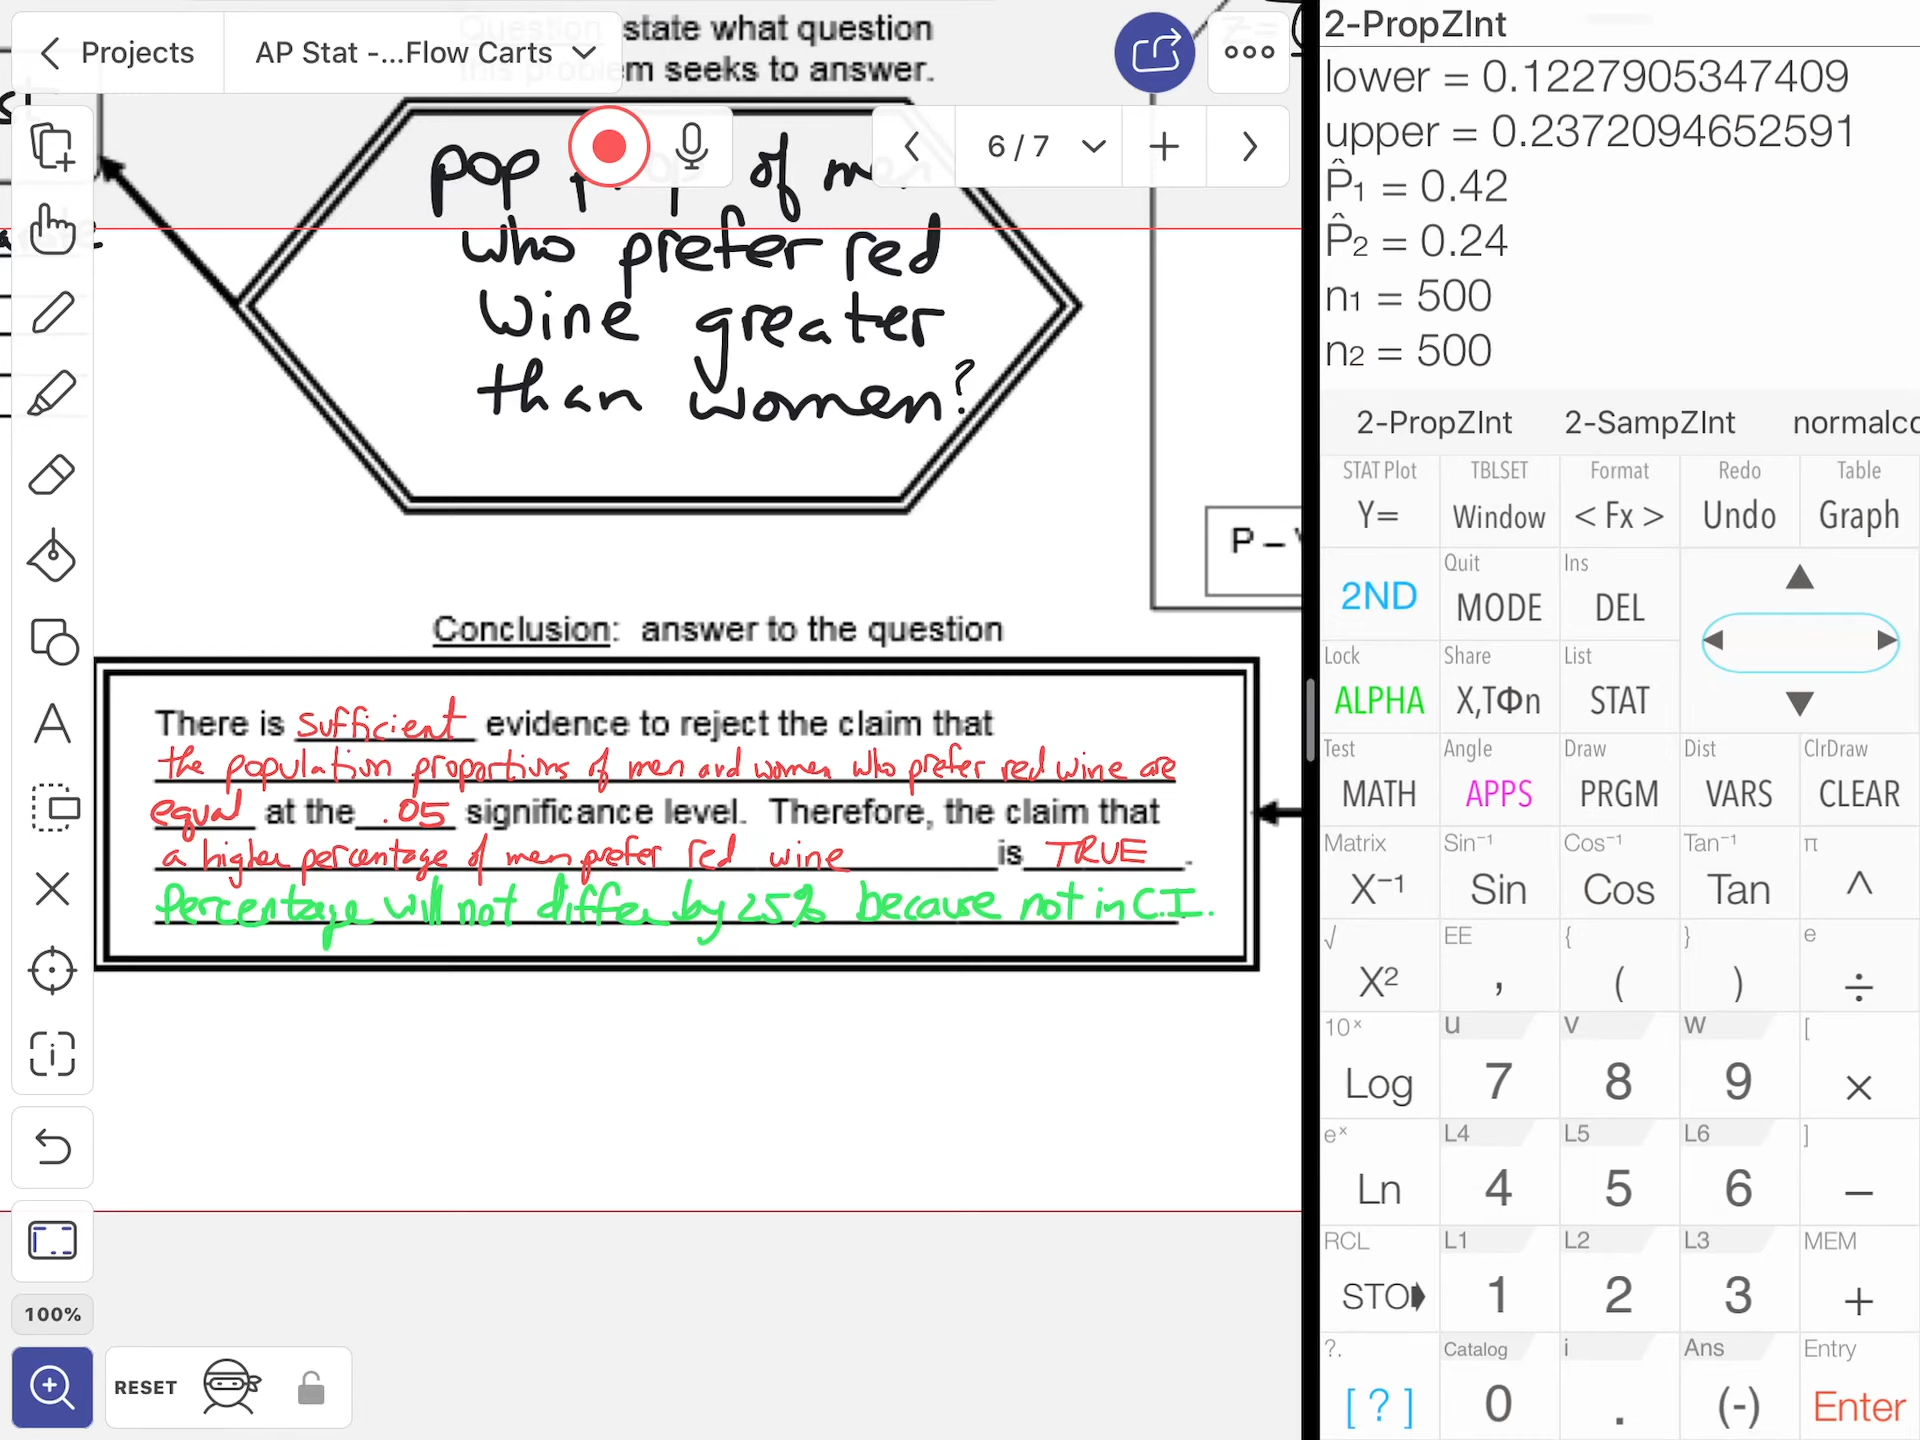 Projects
AP Stat -...Flow Carts
state what question
em seeks to answer.
6 / 7
pop of
who prefer red
wine greater
than women?
P –
Conclusion: answer to the question
There is sufficient evidence to reject the claim that
the population proportions of men and women who prefer red wine are
equal at the .05 significance level. Therefore, the claim that
a higher percentage of men prefer red wine is TRUE.
Percentage will not differ by 25% because not in C.I.
100%
RESET
2-PropZInt
lower = 0.1227905347409
upper = 0.2372094652591
P̂1 = 0.42
P̂2 = 0.24
n1 = 500
n2 = 500
2-PropZInt 2-SampZInt normalc
STAT Plot TBLSET Format Redo Table
Y= Window < Fx > Undo Graph
Quit Ins
2ND MODE DEL
Lock Share List
ALPHA X,TΦn STAT
Test Angle Draw Dist ClrDraw
MATH APPS PRGM VARS CLEAR
Matrix Sin⁻¹ Cos⁻¹ Tan⁻¹ π
X⁻¹ Sin Cos Tan ^
√ EE { } e
X² , ( ) ÷
10ˣ u v w [
Log 7 8 9 ×
eˣ L4 L5 L6 ]
Ln 4 5 6 −
RCL L1 L2 L3 MEM
STO 1 2 3 +
?. Catalog i Ans Entry
[ ? ] 0 . (-) Enter